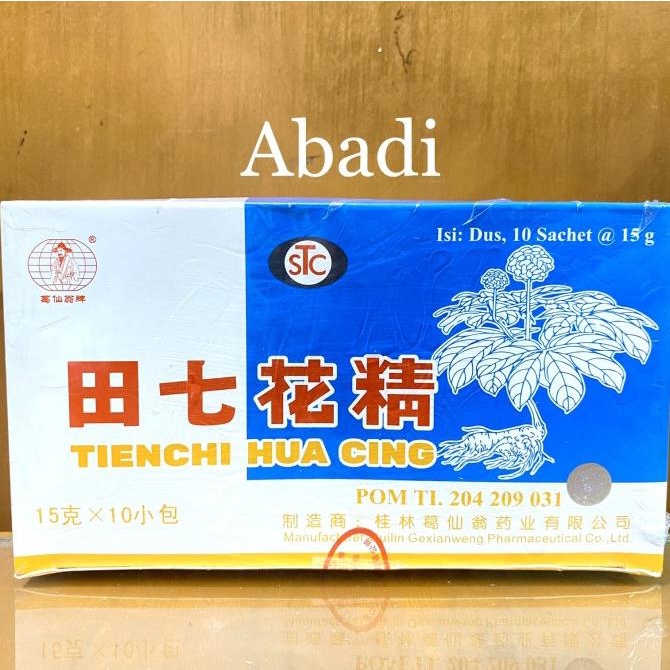 Abadi
Isi: Dus, 10 Sachet @ 15 g
®
STC
葛仙翁牌
田七花精
TIENCHI HUA CING
POM TI. 204 209 031
15克×10小包
制造商:桂林葛仙翁药业有限公司
Guilin Gexianweng Pharmaceutical Co.,Ltd.